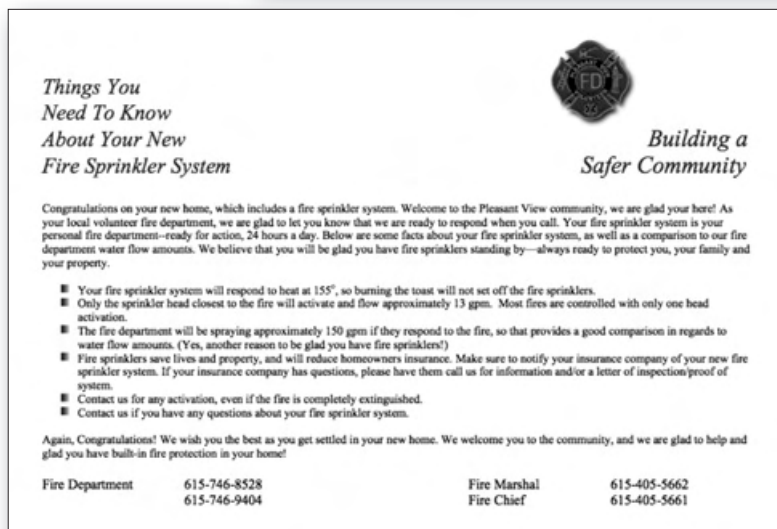 Things You
Need To Know
About Your New
Fire Sprinkler System
FD
Building a
Safer Community
Congratulations on your new home, which includes a fire sprinkler system. Welcome to the Pleasant View community, we are glad your here! As
your local volunteer fire department, we are glad to let you know that we are ready to respond when you call. Your fire sprinkler system is your
personal fire department--ready for action, 24 hours a day. Below are some facts about your fire sprinkler system, as well as a comparison to our fire
department water flow amounts. We believe that you will be glad you have fire sprinklers standing by—always ready to protect you, your family and
your property.
Your fire sprinkler system will respond to heat at 155°, so burning the toast will not set off the fire sprinklers.
Only the sprinkler head closest to the fire will activate and flow approximately 13 gpm. Most fires are controlled with only one head
activation.
The fire department will be spraying approximately 150 gpm if they respond to the fire, so that provides a good comparison in regards to
water flow amounts. (Yes, another reason to be glad you have fire sprinklers!)
Fire sprinklers save lives and property, and will reduce homeowners insurance. Make sure to notify your insurance company of your new fire
sprinkler system. If your insurance company has questions, please have them call us for information and/or a letter of inspection/proof of
system.
Contact us for any activation, even if the fire is completely extinguished.
Contact us if you have any questions about your fire sprinkler system.
Again, Congratulations! We wish you the best as you get settled in your new home. We welcome you to the community, and we are glad to help and
glad you have built-in fire protection in your home!
Fire Department 615-746-8528
615-746-9404
Fire Marshal 615-405-5662
Fire Chief 615-405-5661